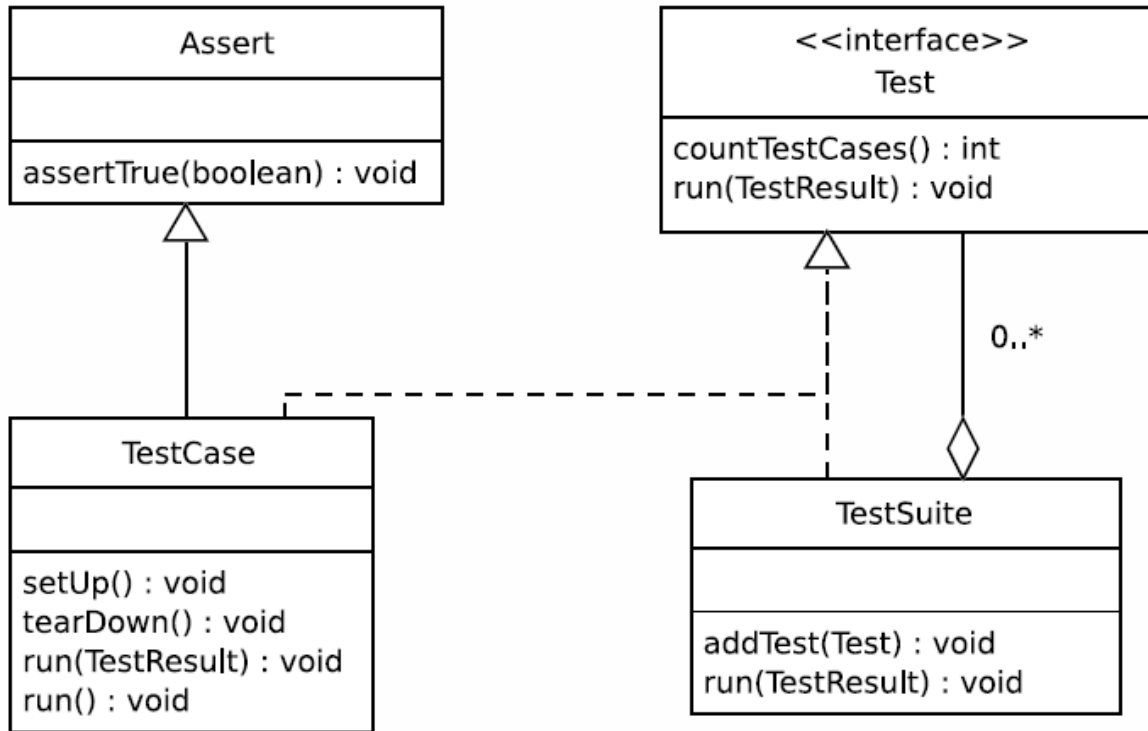 Assert
assertTrue(boolean) : void
<<interface>>
Test
countTestCases() : int
run(TestResult) : void
0..*
TestCase
setUp() : void
tearDown() : void
run(TestResult) : void
run() : void
TestSuite
addTest(Test) : void
run(TestResult) : void